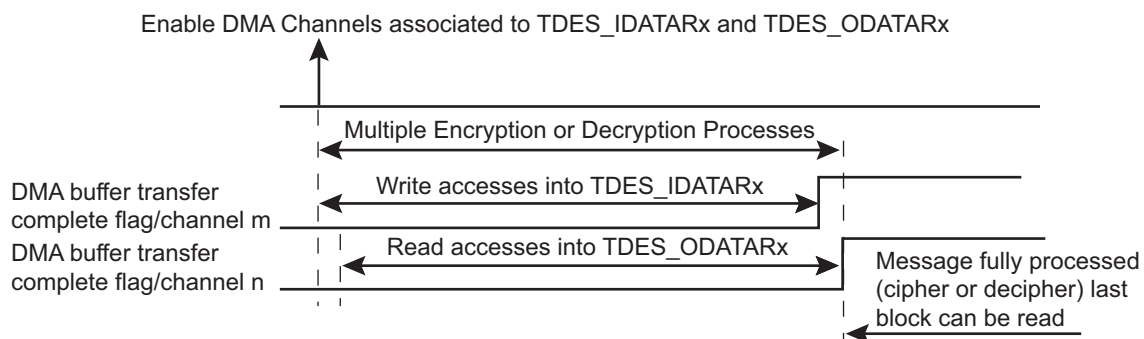 Enable DMA Channels associated to TDES_IDATARx and TDES_ODATARx
Multiple Encryption or Decryption Processes
Write accesses into TDES_IDATARx
DMA buffer transfer
complete flag/channel m
Read accesses into TDES_ODATARx
DMA buffer transfer
complete flag/channel n
Message fully processed
(cipher or decipher) last
block can be read